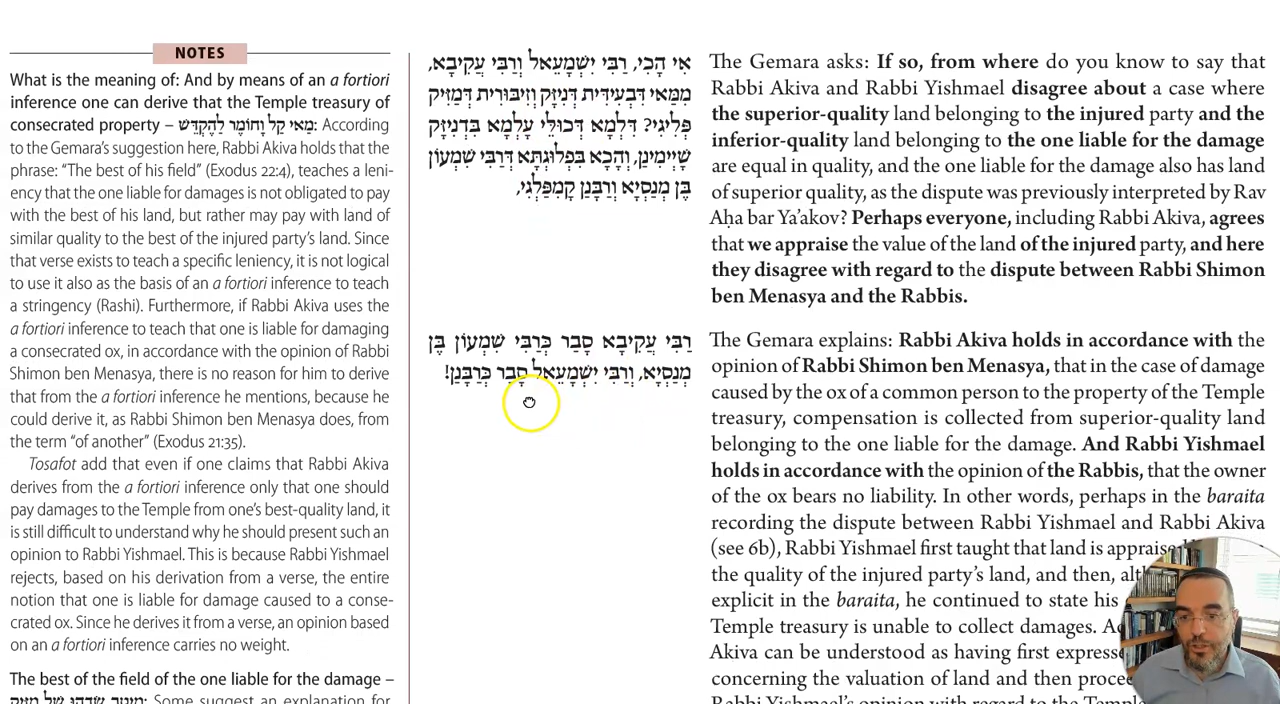 NOTES
What is the meaning of: And by means of an a fortiori
inference one can derive that the Temple treasury of
consecrated property – מַאי קַל וָחוֹמֶר לְהֶקְדֵּשׁ: According
to the Gemara's suggestion here, Rabbi Akiva holds that the
phrase: “The best of his field” (Exodus 22:4), teaches a leni-
ency that the one liable for damages is not obligated to pay
with the best of his land, but rather may pay with land of
similar quality to the best of the injured party's land. Since
that verse exists to teach a specific leniency, it is not logical
to use it also as the basis of an a fortiori inference to teach
a stringency (Rashi). Furthermore, if Rabbi Akiva uses the
a fortiori inference to teach that one is liable for damaging
a consecrated ox, in accordance with the opinion of Rabbi
Shimon ben Menasya, there is no reason for him to derive
that from the a fortiori inference he mentions, because he
could derive it, as Rabbi Shimon ben Menasya does, from
the term “of another” (Exodus 21:35).
Tosafot add that even if one claims that Rabbi Akiva
derives from the a fortiori inference only that one should
pay damages to the Temple from one's best-quality land, it
is still difficult to understand why he should present such an
opinion to Rabbi Yishmael. This is because Rabbi Yishmael
rejects, based on his derivation from a verse, the entire
notion that one is liable for damage caused to a conse-
crated ox. Since he derives it from a verse, an opinion based
on an a fortiori inference carries no weight.
The best of the field of the one liable for the damage –
Some suggest an explanation for
אִי הָכִי, רַבִּי יִשְׁמָעֵאל וְרַבִּי עֲקִיבָא,
מִמַּאי דִּבְעִידִּית דְּנִיזָּק וְזִיבּוּרִית דְּמַזִּיק
פְּלִיגִי? דִּלְמָא דְּכוּלֵּי עָלְמָא בִּדְנִיזָּק
שָׁיְימִינַן, וְהָכָא בִּפְלוּגְתָּא דְּרַבִּי שִׁמְעוֹן
בֶּן מְנַסְיָא וְרַבָּנַן קָמִפַּלְגִי,
רַבִּי עֲקִיבָא סָבַר כְּרַבִּי שִׁמְעוֹן בֶּן
מְנַסְיָא, וְרַבִּי יִשְׁמָעֵאל סָבַר כְּרַבָּנַן!
The Gemara asks: If so, from where do you know to say that
Rabbi Akiva and Rabbi Yishmael disagree about a case where
the superior-quality land belonging to the injured party and the
inferior-quality land belonging to the one liable for the damage
are equal in quality, and the one liable for the damage also has land
of superior quality, as the dispute was previously interpreted by Rav
Aḥa bar Ya'akov? Perhaps everyone, including Rabbi Akiva, agrees
that we appraise the value of the land of the injured party, and here
they disagree with regard to the dispute between Rabbi Shimon
ben Menasya and the Rabbis.
The Gemara explains: Rabbi Akiva holds in accordance with the
opinion of Rabbi Shimon ben Menasya, that in the case of damage
caused by the ox of a common person to the property of the Temple
treasury, compensation is collected from superior-quality land
belonging to the one liable for the damage. And Rabbi Yishmael
holds in accordance with the opinion of the Rabbis, that the owner
of the ox bears no liability. In other words, perhaps in the baraita
recording the dispute between Rabbi Yishmael and Rabbi Akiva
(see 6b), Rabbi Yishmael first taught that land is
the quality of the injured party's land, and then,
explicit in the baraita, he continued to state his
Temple treasury is unable to collect damages.
Akiva can be understood as having first
concerning the valuation of land and then
Rabbi Yishmael's opinion with regard to the